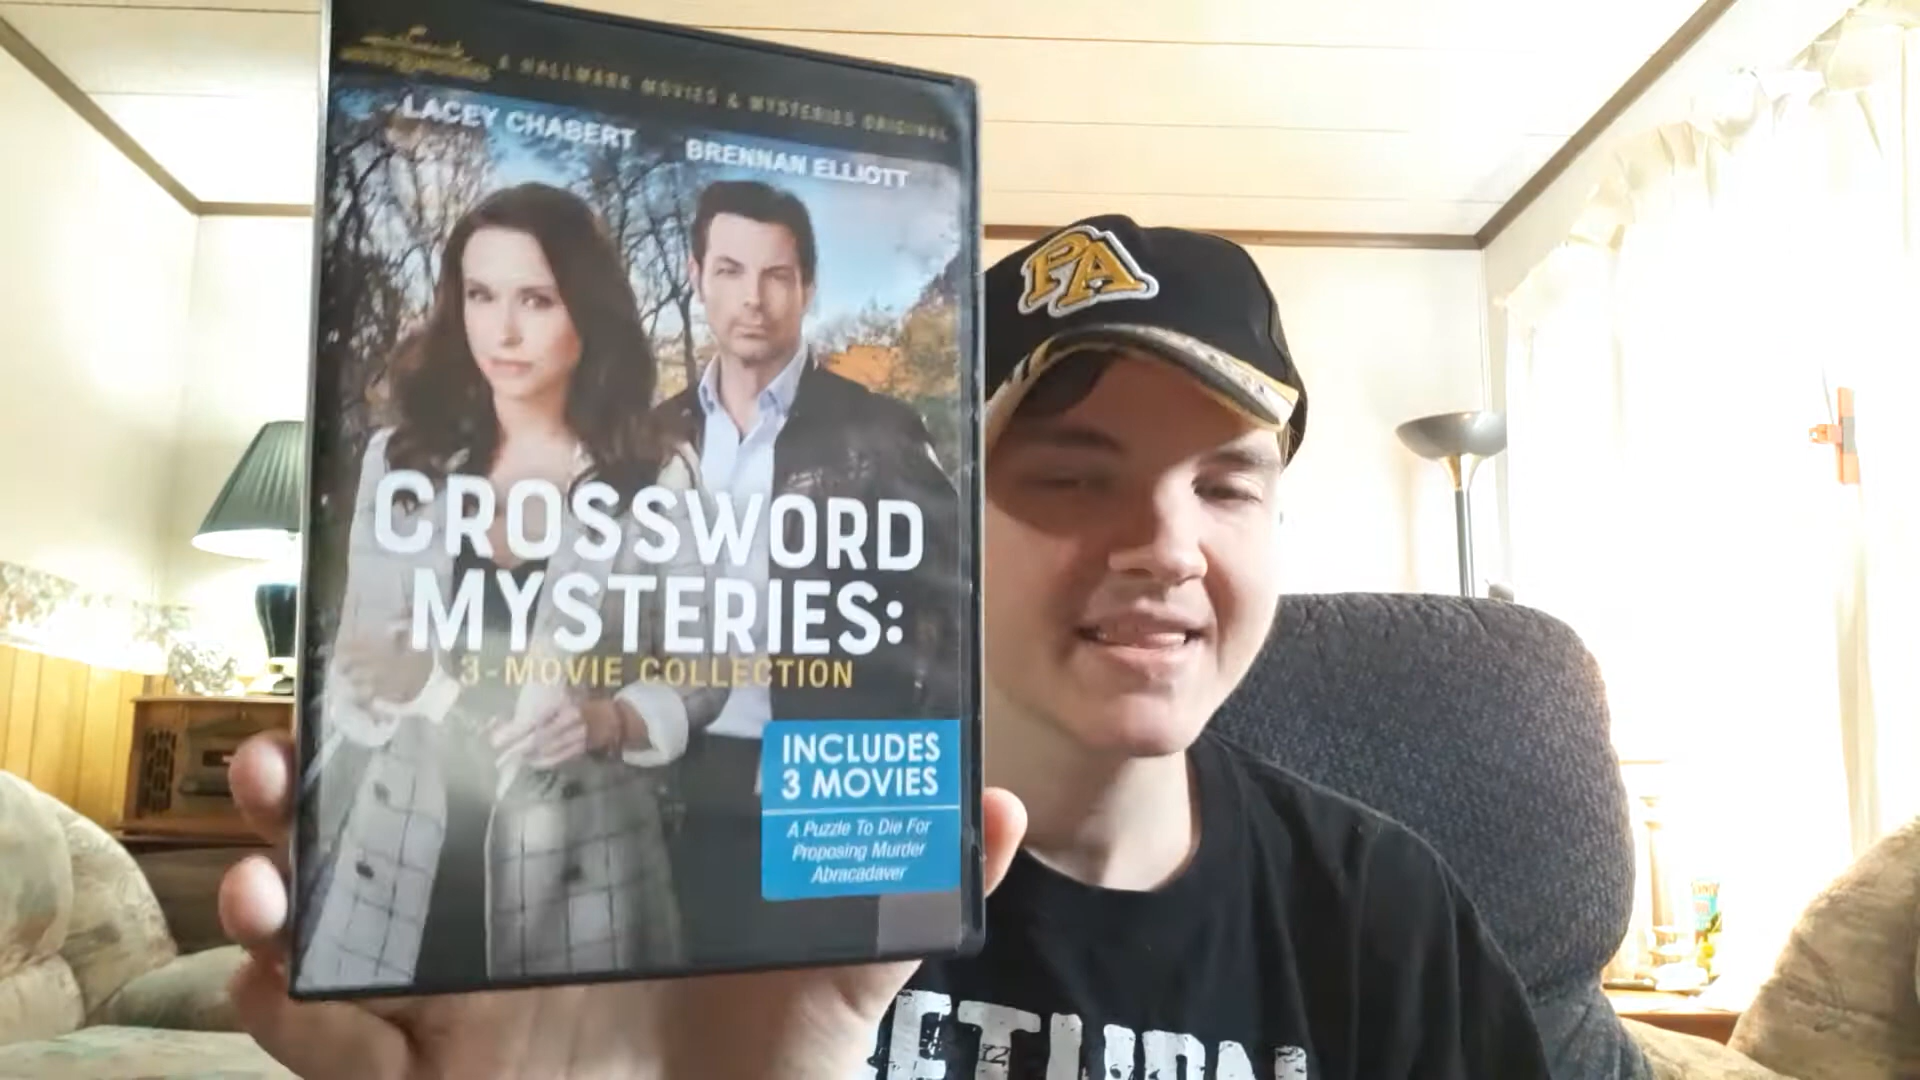 A HALLMARK MOVIES & MYSTERIES ORIGINAL
LACEY CHABERT
BRENNAN ELLIOTT
CROSSWORD
MYSTERIES:
3-MOVIE COLLECTION
INCLUDES
3 MOVIES
A Puzzle To Die For
Proposing Murder
Abracadaver
PA
ETURN